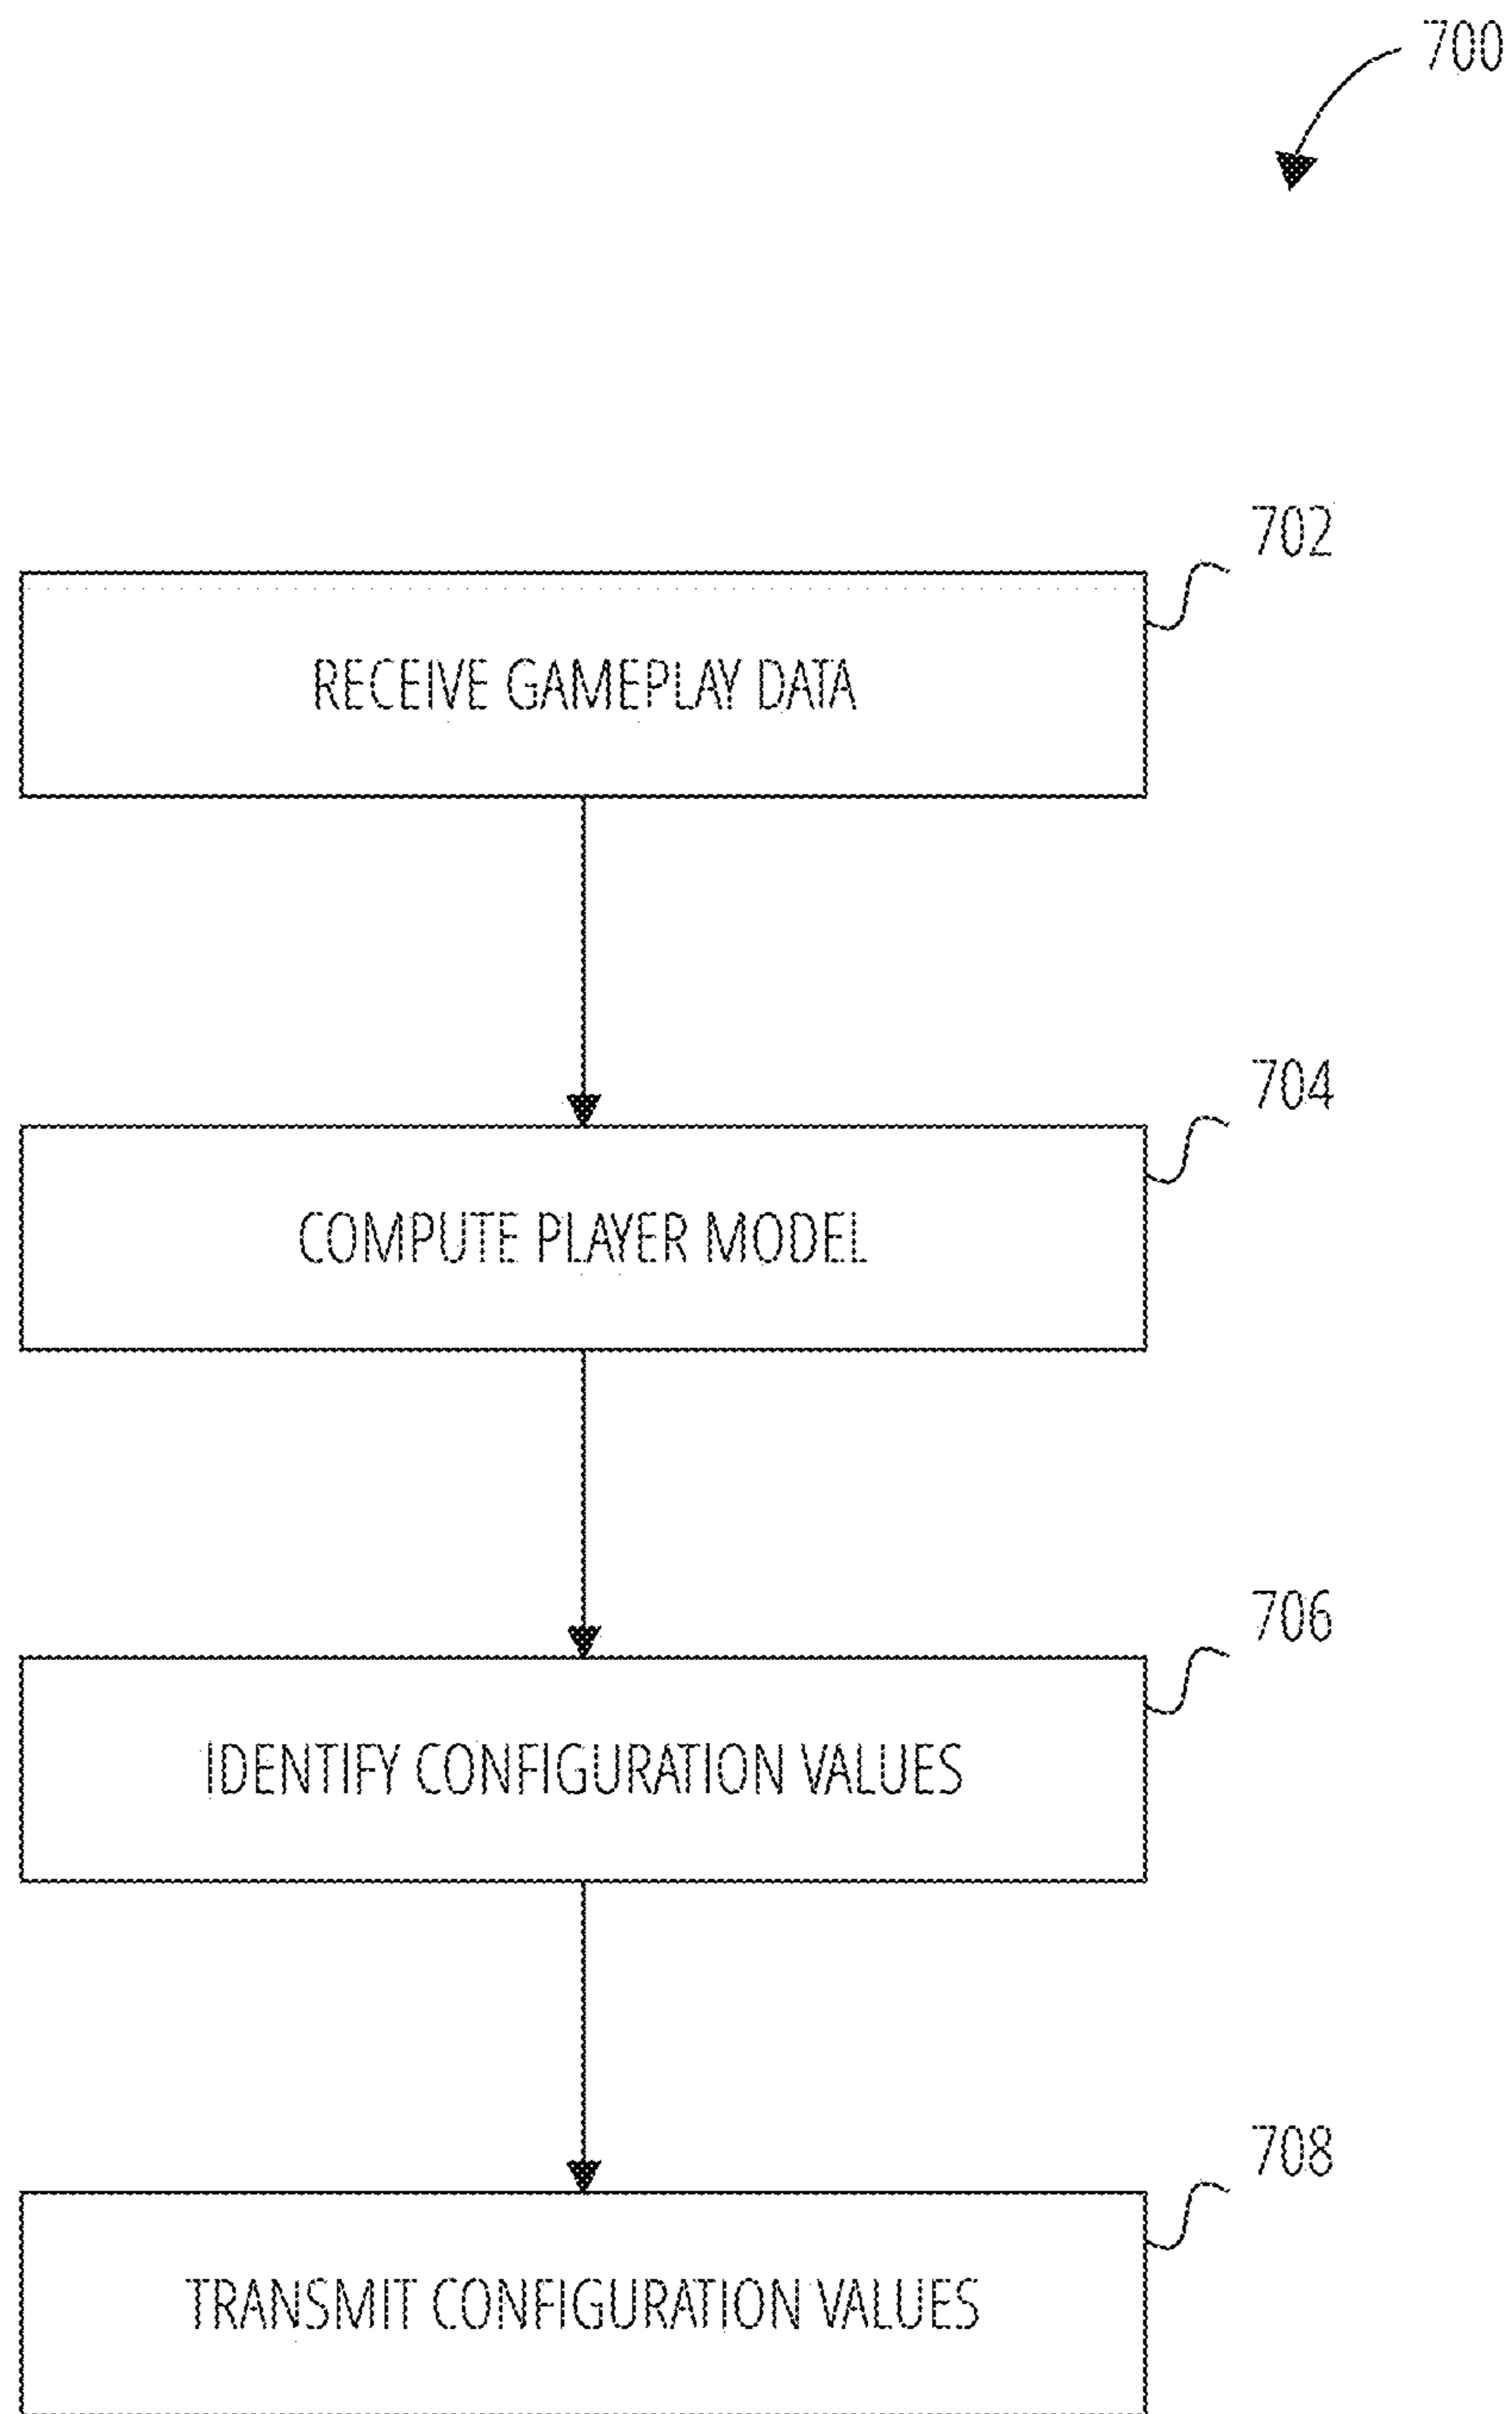 700
702
RECEIVE GAMEPLAY DATA
704
COMPUTE PLAYER MODEL
706
IDENTIFY CONFIGURATION VALUES
708
TRANSMIT CONFIGURATION VALUES